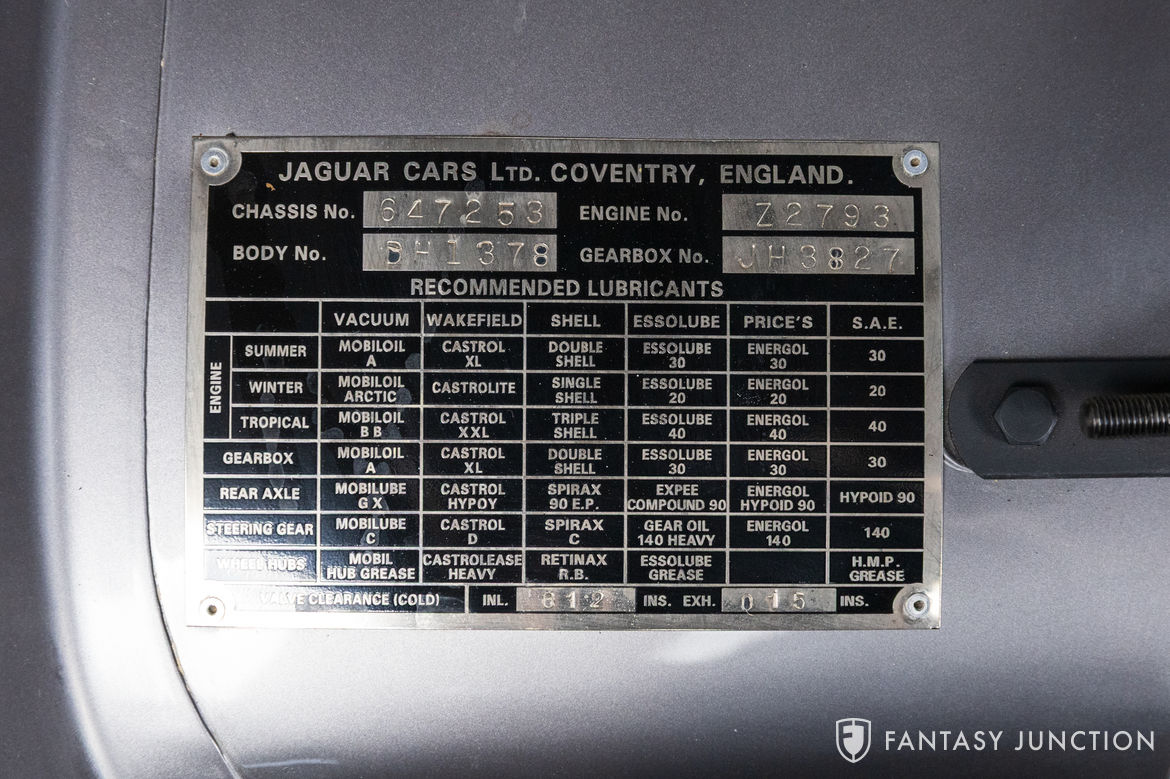 JAGUAR CARS LTD. COVENTRY, ENGLAND.
CHASSIS No. 647253 ENGINE No. Z2793
BODY No. DH1378 GEARBOX No. JH3827
RECOMMENDED LUBRICANTS
VACUUM WAKEFIELD SHELL ESSOLUBE PRICE'S S.A.E.
ENGINE
SUMMER MOBILOIL A CASTROL XL DOUBLE SHELL ESSOLUBE 30 ENERGOL 30 30
WINTER MOBILOIL ARCTIC CASTROLITE SINGLE SHELL ESSOLUBE 20 ENERGOL 20 20
TROPICAL MOBILOIL B B CASTROL XXL TRIPLE SHELL ESSOLUBE 40 ENERGOL 40 40
GEARBOX MOBILOIL A CASTROL XL DOUBLE SHELL ESSOLUBE 30 ENERGOL 30 30
REAR AXLE MOBILUBE G X CASTROL HYPOY SPIRAX 90 E.P. EXPEE COMPOUND 90 ENERGOL HYPOID 90 HYPOID 90
STEERING GEAR MOBILUBE C CASTROL D SPIRAX C GEAR OIL 140 HEAVY ENERGOL 140 140
WHEEL HUBS MOBIL HUB GREASE CASTROLEASE HEAVY RETINAX R.B. ESSOLUBE GREASE H.M.P. GREASE
VALVE CLEARANCE (COLD) INL. INS. EXH. 015 INS.
FANTASY JUNCTION